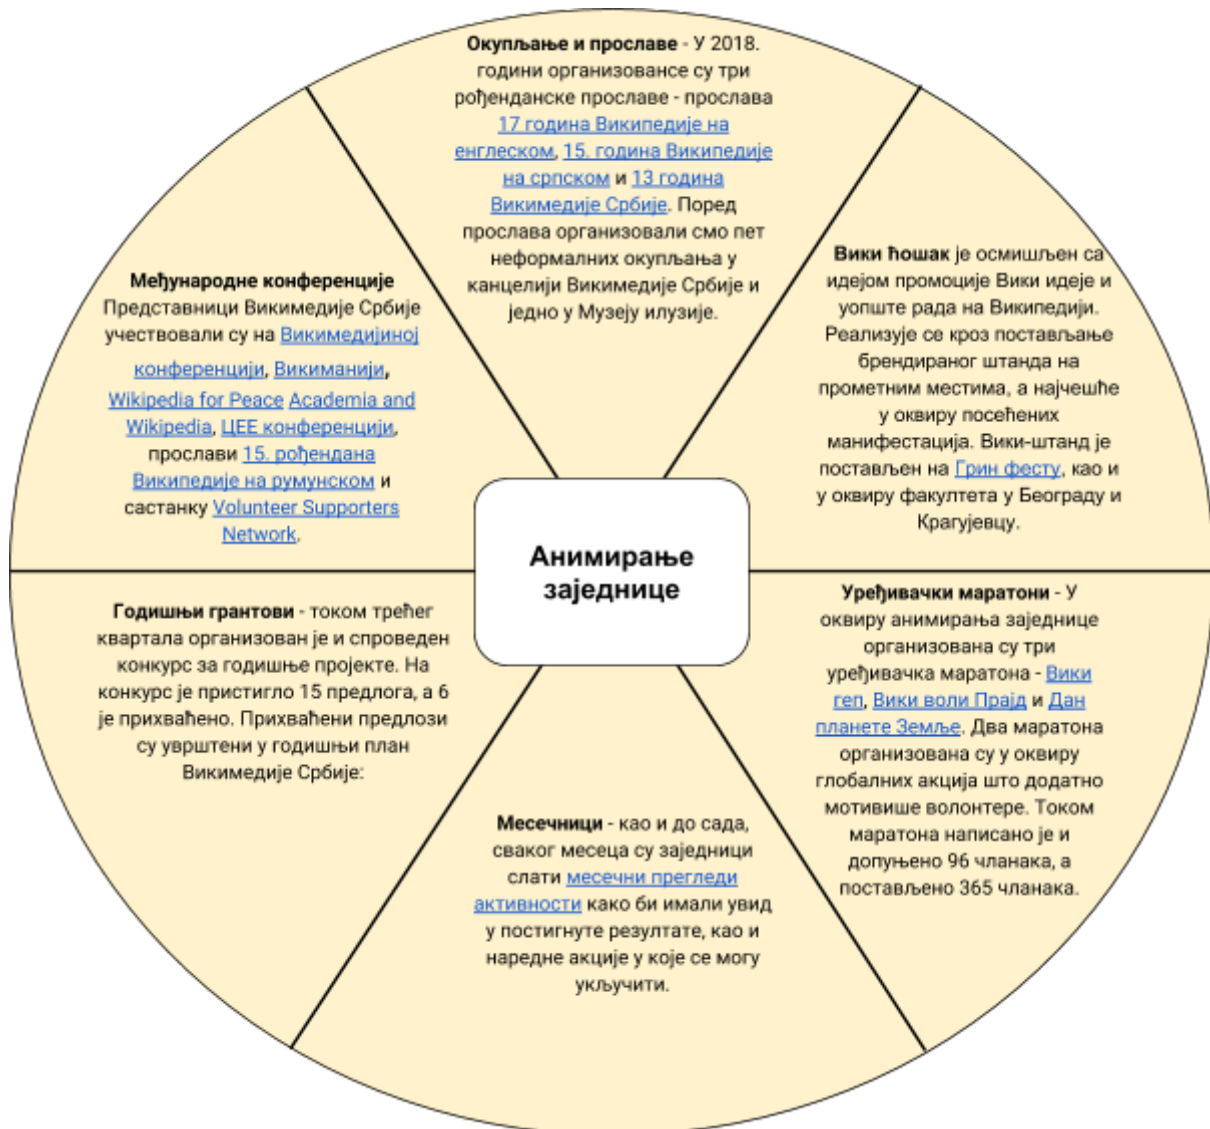 Окупљање и прославе - У 2018.
години организовансе су три
рођенданске прославе - прослава
17 година Википедије на
енглеском, 15. година Википедије
на српском и 13 година
Викимедије Србије. Поред
прослава организовали смо пет
неформалних окупљања у
канцелији Викимедије Србије и
једно у Музеју илузије.
Вики ћошак је осмишљен са
идејом промоције Вики идеје и
уопште рада на Википедији.
Реализује се кроз постављање
брендираног штанда на
прометним местима, а најчешће
у оквиру посећених
манифестација. Вики-штанд је
постављен на Грин фесту, као и
у оквиру факултета у Београду и
Крагујевцу.
Уређивачки маратони - У
оквиру анимирања заједнице
организована су три
уређивачка маратона - Вики
геп, Вики воли Прајд и Дан
планете Земље. Два маратона
организована су у оквиру
глобалних акција што додатно
мотивише волонтере. Током
маратона написано је и
допуњено 96 чланака, а
постављено 365 чланака.
Месечници - као и до сада,
сваког месеца су заједници
слати месечни прегледи
активности како би имали увид
у постигнуте резултате, као и
наредне акције у које се могу
укључити.
Годишњи грантови - током трећег
квартала организован је и спроведен
конкурс за годишње пројекте. На
конкурс је пристигло 15 предлога, а 6
је прихваћено. Прихваћени предлози
су уврштени у годишњи план
Викимедије Србије:
Међународне конференције
Представници Викимедије Србије
учествовали су на Викимедијиној
конференцији, Викиманији,
Wikipedia for Peace Academia and
Wikipedia, ЦЕЕ конференцији,
прослави 15. рођендана
Википедије на румунском и
састанку Volunteer Supporters
Network.
Анимирање
заједнице